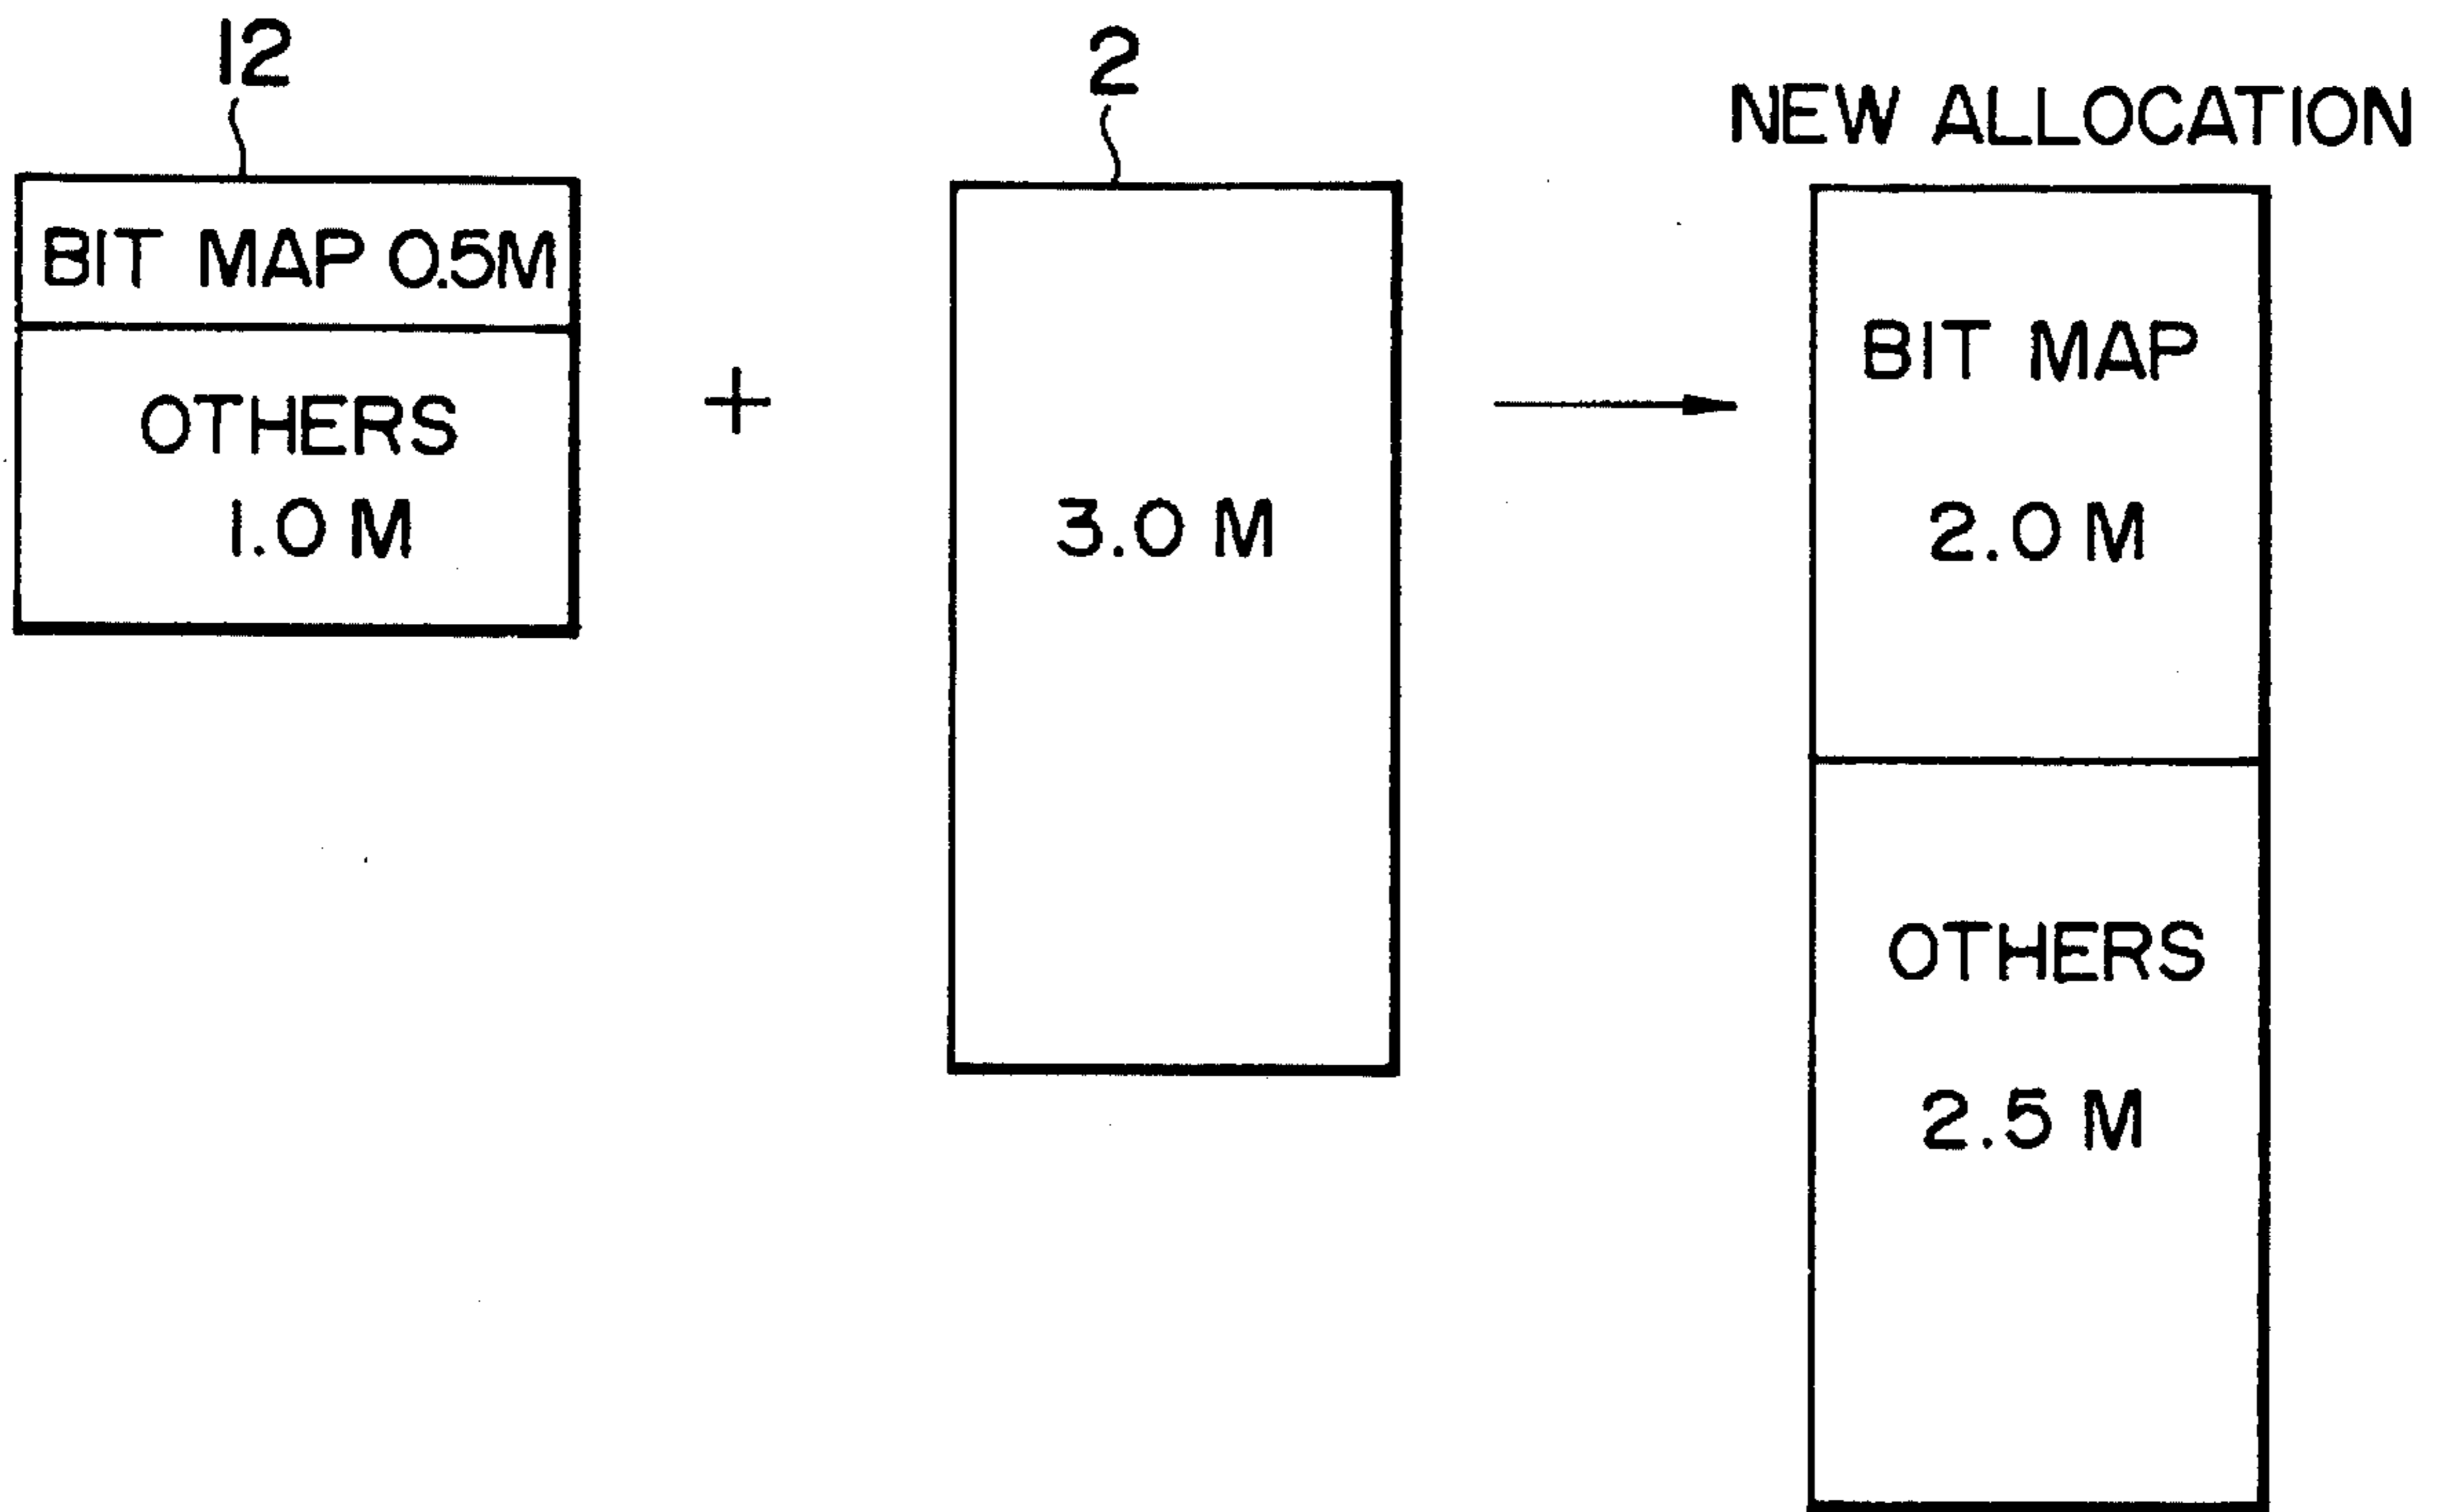 12
BIT MAP 0.5M
OTHERS
1.0 M
+
2
3.0 M
NEW ALLOCATION
BIT MAP
2.0 M
OTHERS
2.5 M